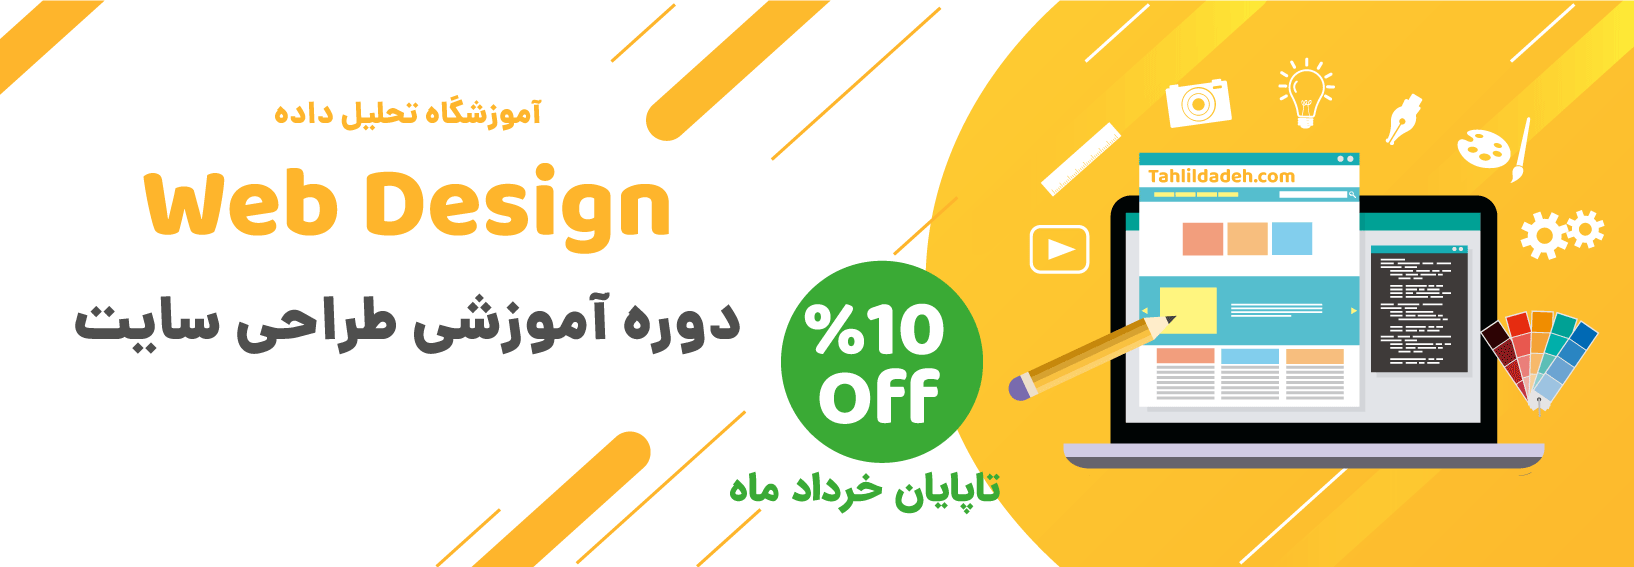 آموزشگاه تحلیل داده
Web Design
دوره آموزشی طراحی سایت
%10
OFF
تاپایان خرداد ماه
Tahlildadeh.com